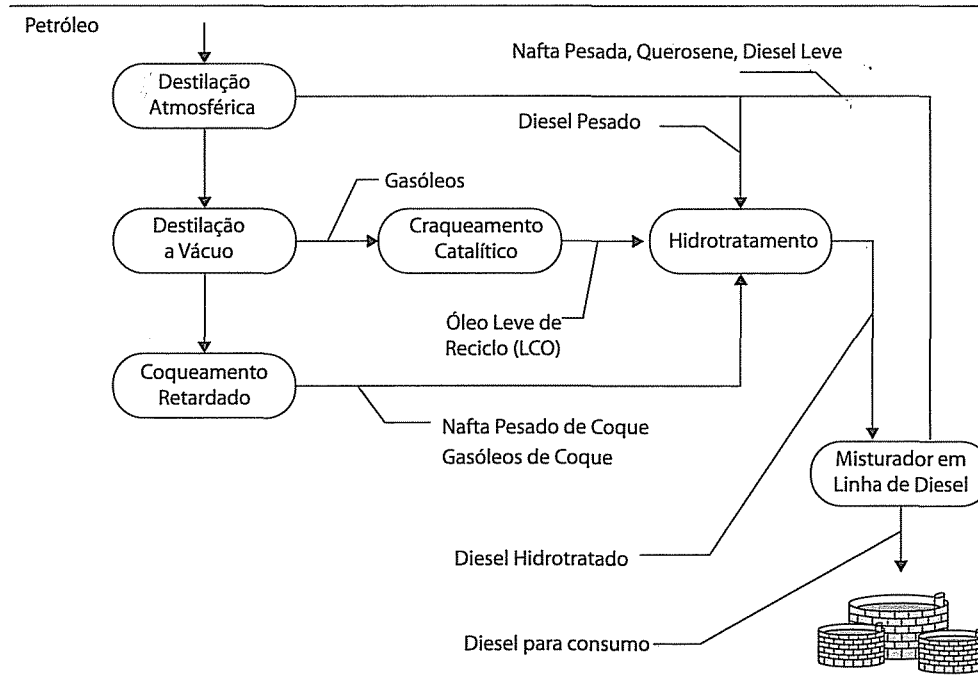 Petróleo
Nafta Pesada, Querosene, Diesel Leve
Destilação
Atmosférica
Diesel Pesado
Gasóleos
Destilação
a Vácuo
Craqueamento
Catalítico
Hidrotratamento
Óleo Leve de
Reciclo (LCO)
Coqueamento
Retardado
Nafta Pesado de Coque
Gasóleos de Coque
Misturador em
Linha de Diesel
Diesel Hidrotratado
Diesel para consumo